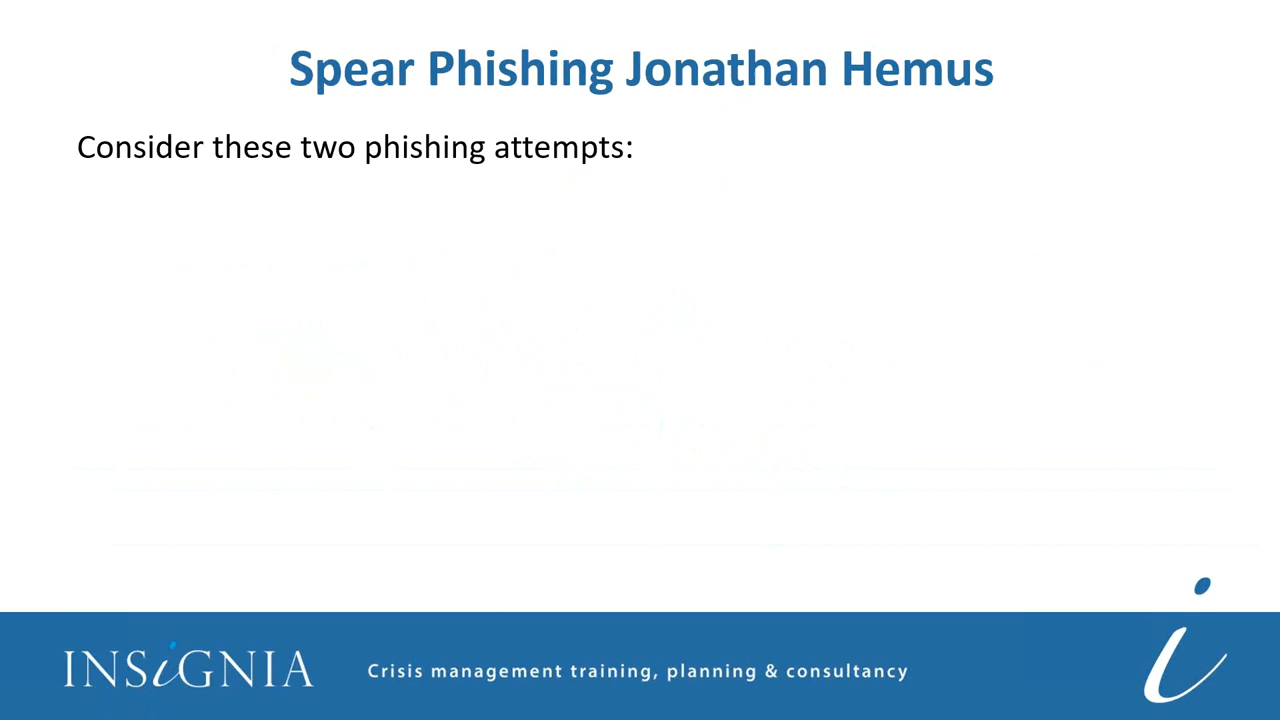 Spear Phishing Jonathan Hemus
Consider these two phishing attempts:
INSiGNIA
Crisis management training, planning & consultancy
i